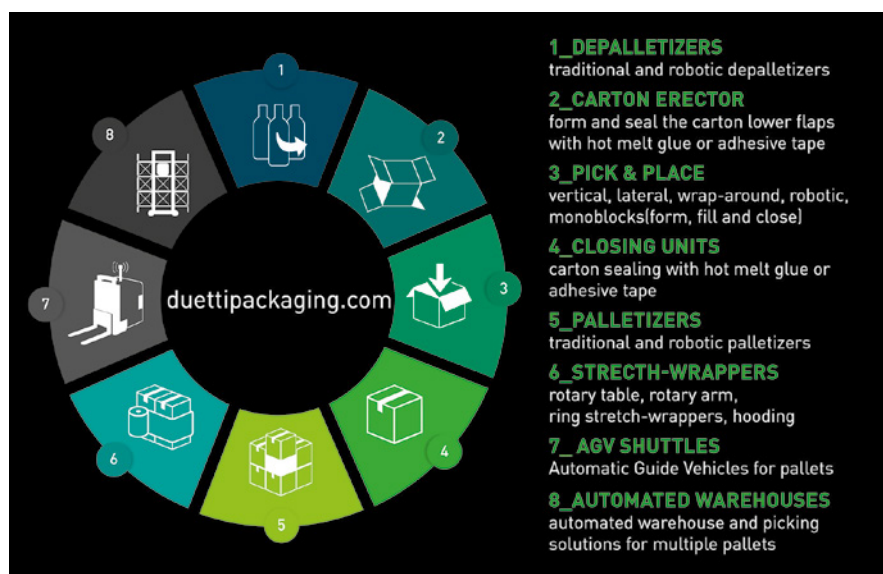 1
2
3
4
5
6
7
8
duettipackaging.com
1_DEPALLETIZERS
traditional and robotic depalletizers
2_CARTON ERECTOR
form and seal the carton lower flaps
with hot melt glue or adhesive tape
3_PICK & PLACE
vertical, lateral, wrap-around, robotic,
monoblocks(form, fill and close)
4_CLOSING UNITS
carton sealing with hot melt glue or
adhesive tape
5_PALLETIZERS
traditional and robotic palletizers
6_STRECTH-WRAPPERS
rotary table, rotary arm,
ring stretch-wrappers, hooding
7_ AGV SHUTTLES
Automatic Guide Vehicles for pallets
8_AUTOMATED WAREHOUSES
automated warehouse and picking
solutions for multiple pallets